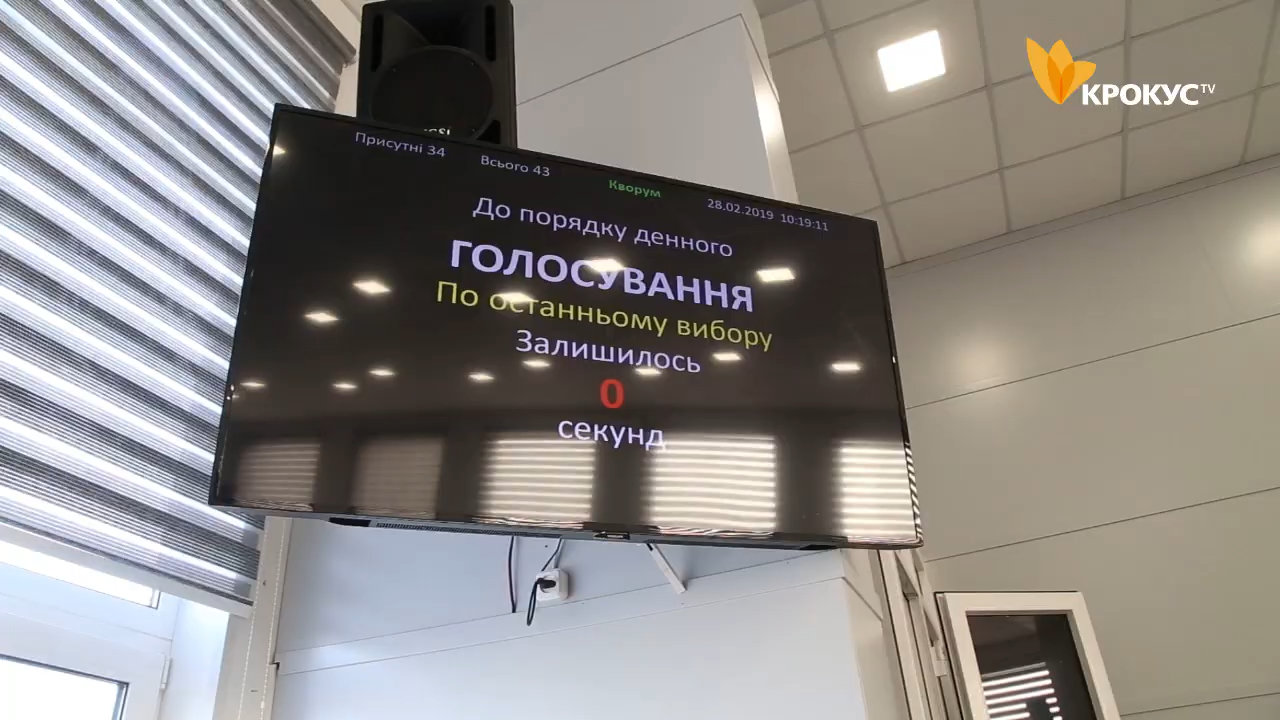 КРОКУС TV
Присутні 34 Всього 43 Кворум 28.02.2019 10:19:11
До порядку денного
ГОЛОСУВАННЯ
По останньому вибору
Залишилось
0
секунд